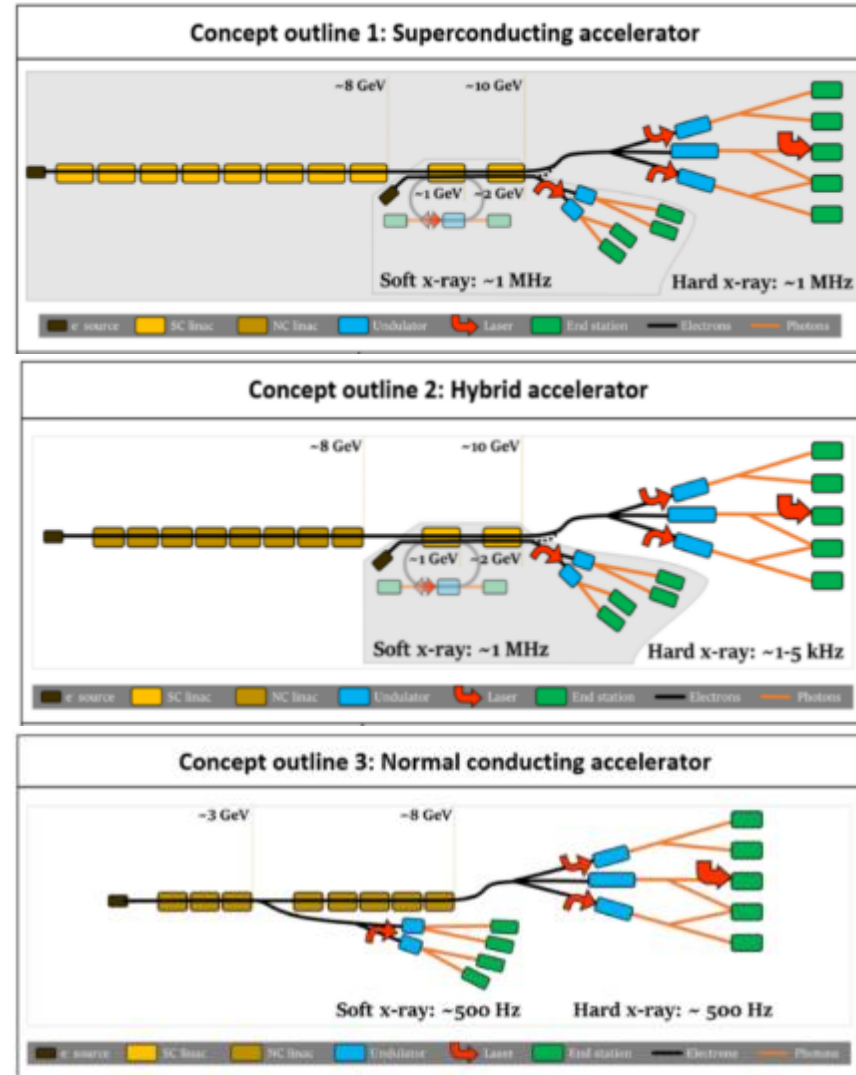 Concept outline 1: Superconducting accelerator
~8 GeV ~10 GeV
~1 GeV ~2 GeV
Soft x-ray: ~1 MHz Hard x-ray: ~1 MHz
e⁻ source SC linac NC linac Undulator Laser End station Electrons Photons
Concept outline 2: Hybrid accelerator
~8 GeV ~10 GeV
~1 GeV ~2 GeV
Soft x-ray: ~1 MHz Hard x-ray: ~1-5 kHz
e⁻ source SC linac NC linac Undulator Laser End station Electrons Photons
Concept outline 3: Normal conducting accelerator
~3 GeV ~8 GeV
Soft x-ray: ~500 Hz Hard x-ray: ~ 500 Hz
e⁻ source SC linac NC linac Undulator Laser End station Electrons Photons